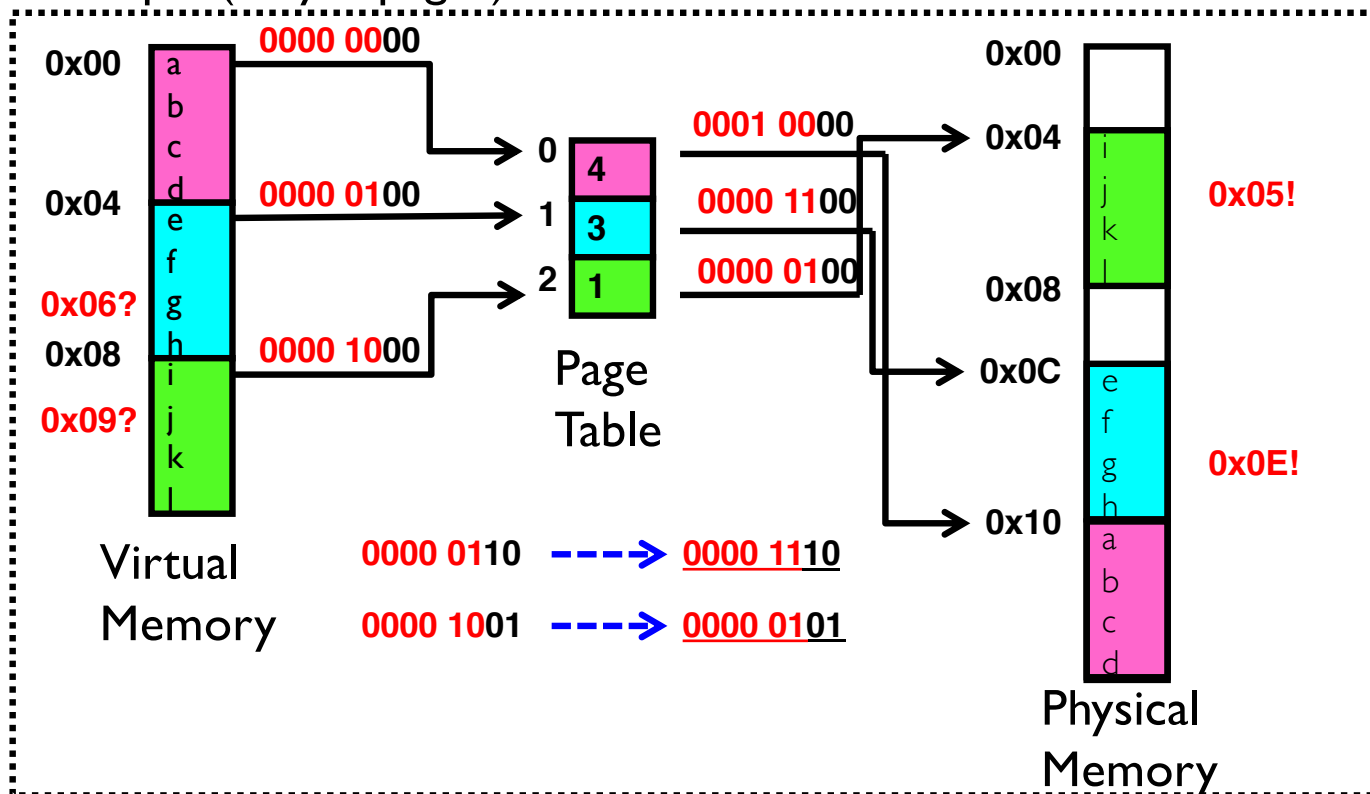 0x00
a
b
c
d
0x04
e
f
0x06?
g
h
0x08
i
0x09?
j
k
l
Virtual
Memory
0000 0000
0000 0100
0000 1000
0 4
1 3
2 1
Page
Table
0001 0000
0000 1100
0000 0100
0000 0110 0000 1110
0000 1001 0000 0101
0x00
0x04
i
j
k
l
0x05!
0x08
0x0C
e
f
g
h
0x0E!
0x10
a
b
c
d
Physical
Memory